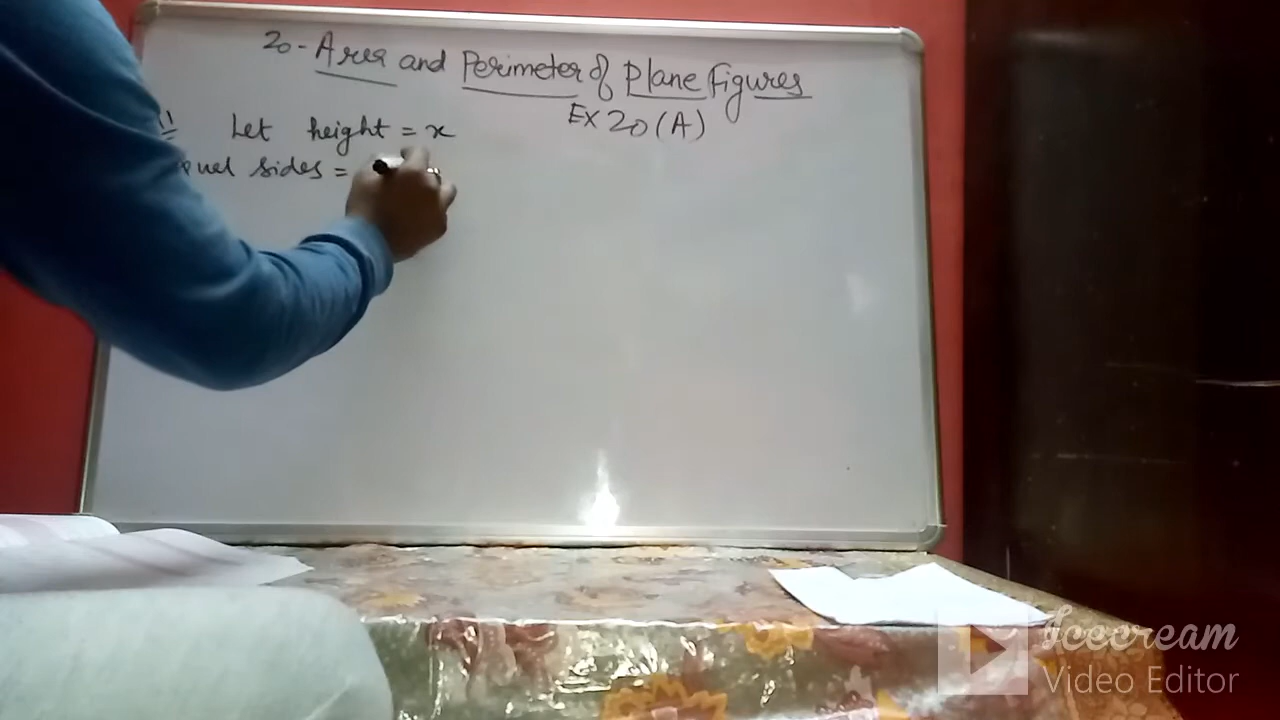 20- Area and Perimeter of Plane figures
Ex 20 (A)
Let height = x
sides =
Icecream
Video Editor